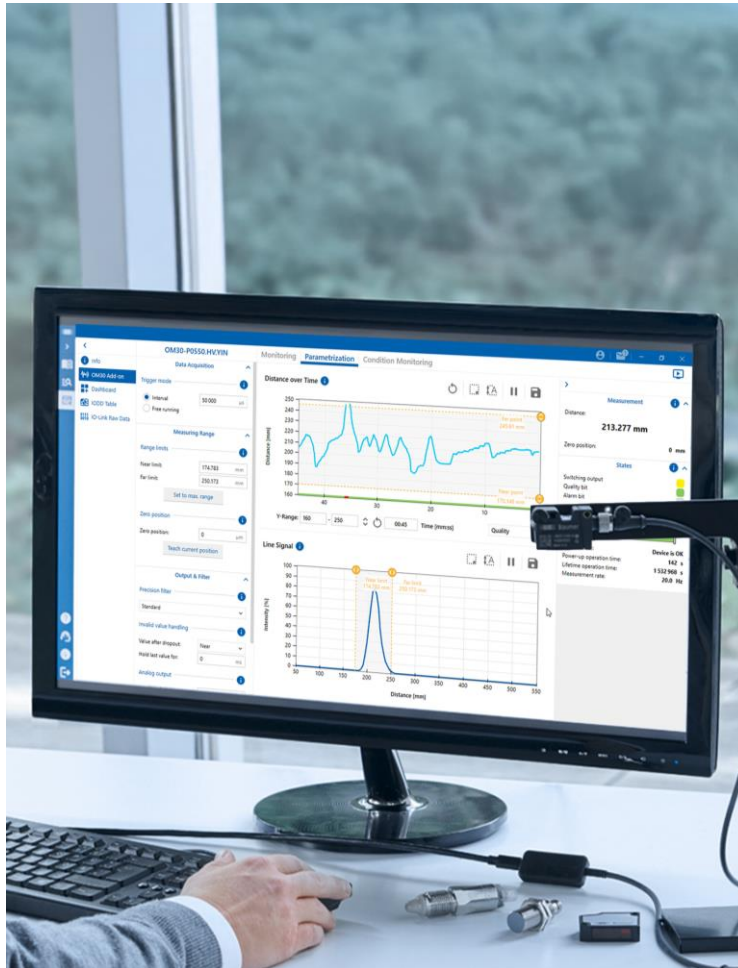 OM30-P0550.HV.YIN
Info
OM30 Add-on
Dashboard
IODD Table
IO-Link Raw Data
Data Acquisition
Trigger mode
Interval
50 000
µs
Free running
Measuring Range
Range limits
Near limit
174.783
mm
Far limit
250.173
mm
Set to max. range
Zero position
Zero position:
0
Teach current position
Output & Filter
Precision filter
Standard
Invalid value handling
Value after dropout:
Near
Hold last value for:
0
ms
Analog output
Monitoring
Parametrization
Condition Monitoring
Distance over Time
Distance [mm]
250
240
230
220
210
200
190
180
170
160
Far point
Near point
40
30
20
10
Y-Range:
160
-
250
00:45
Time [mm:ss]
Quality
Line Signal
Intensity [%]
100
90
80
70
60
50
40
30
20
10
0
Near limit
174.783 mm
Far limit
250.173 mm
50
100
150
200
250
300
350
400
450
500
550
Distance [mm]
Measurement
Distance:
213.277 mm
Zero position:
0 mm
States
Switching output
Quality bit
Alarm bit
Baumer
Device is OK
Power-up operation time:
142 s
Lifetime operation time:
1 532 968 s
Measurement rate:
20.0 Hz